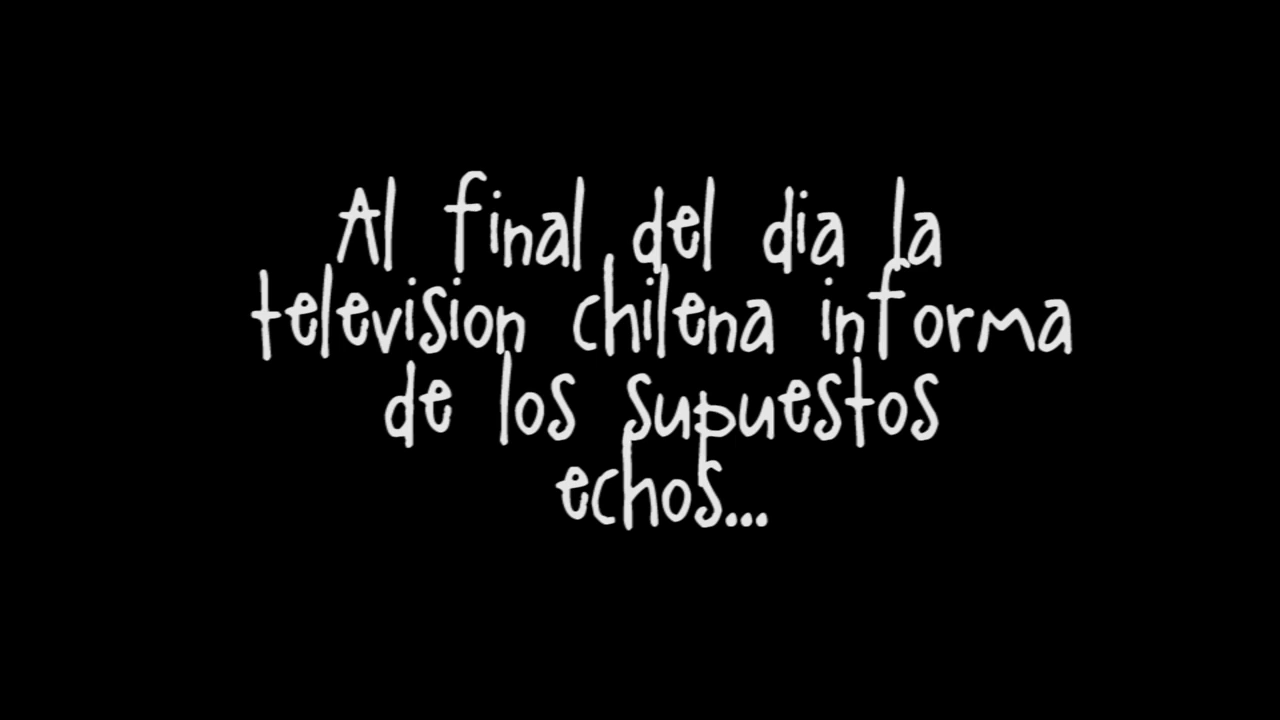 Al final del dia la
television chilena informa
de los supuestos
echos...